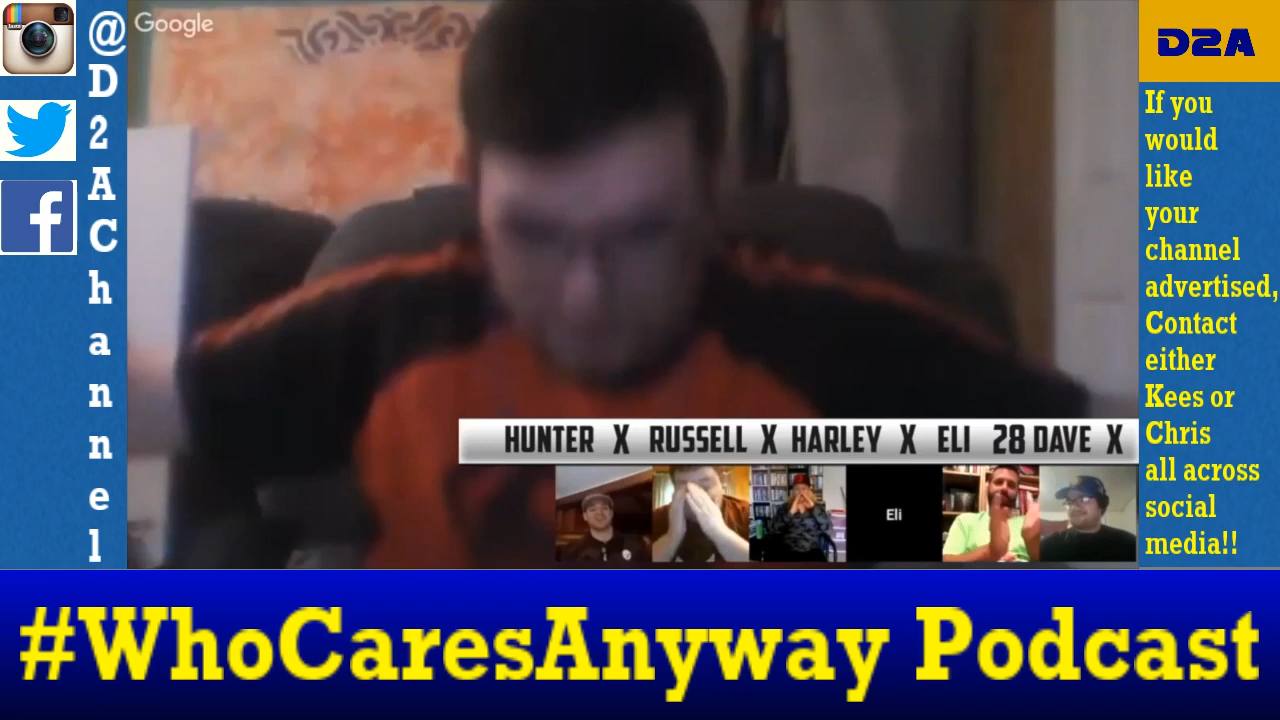 @
D
2
A
C
h
a
n
n
e
l
Google
D2A
If you
would
like
your
channel
advertised,
Contact
either
Kees or
Chris
all across
social
media!!
HUNTER X RUSSELL X HARLEY X ELI 28 DAVE X
Eli
#WhoCaresAnyway Podcast